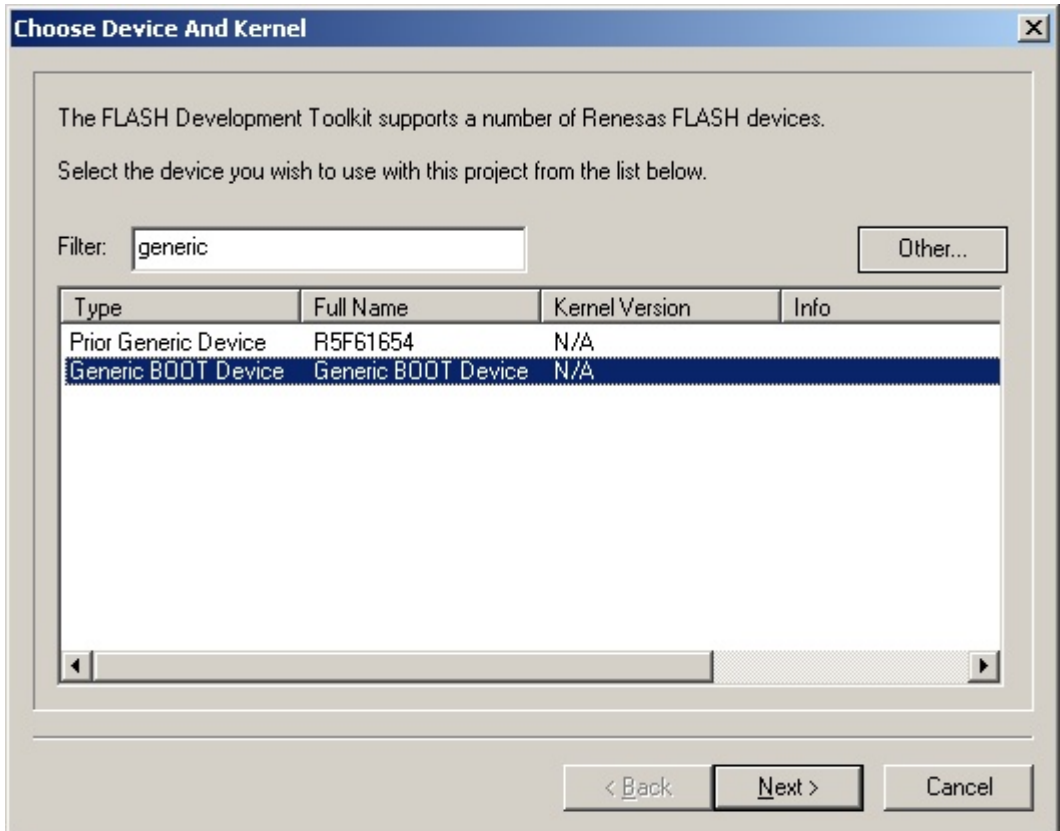 Choose Device And Kernel
The FLASH Development Toolkit supports a number of Renesas FLASH devices.
Select the device you wish to use with this project from the list below.
Filter: generic Other...
Type Full Name Kernel Version Info
Prior Generic Device R5F61654 N/A
Generic BOOT Device Generic BOOT Device N/A
< Back Next > Cancel